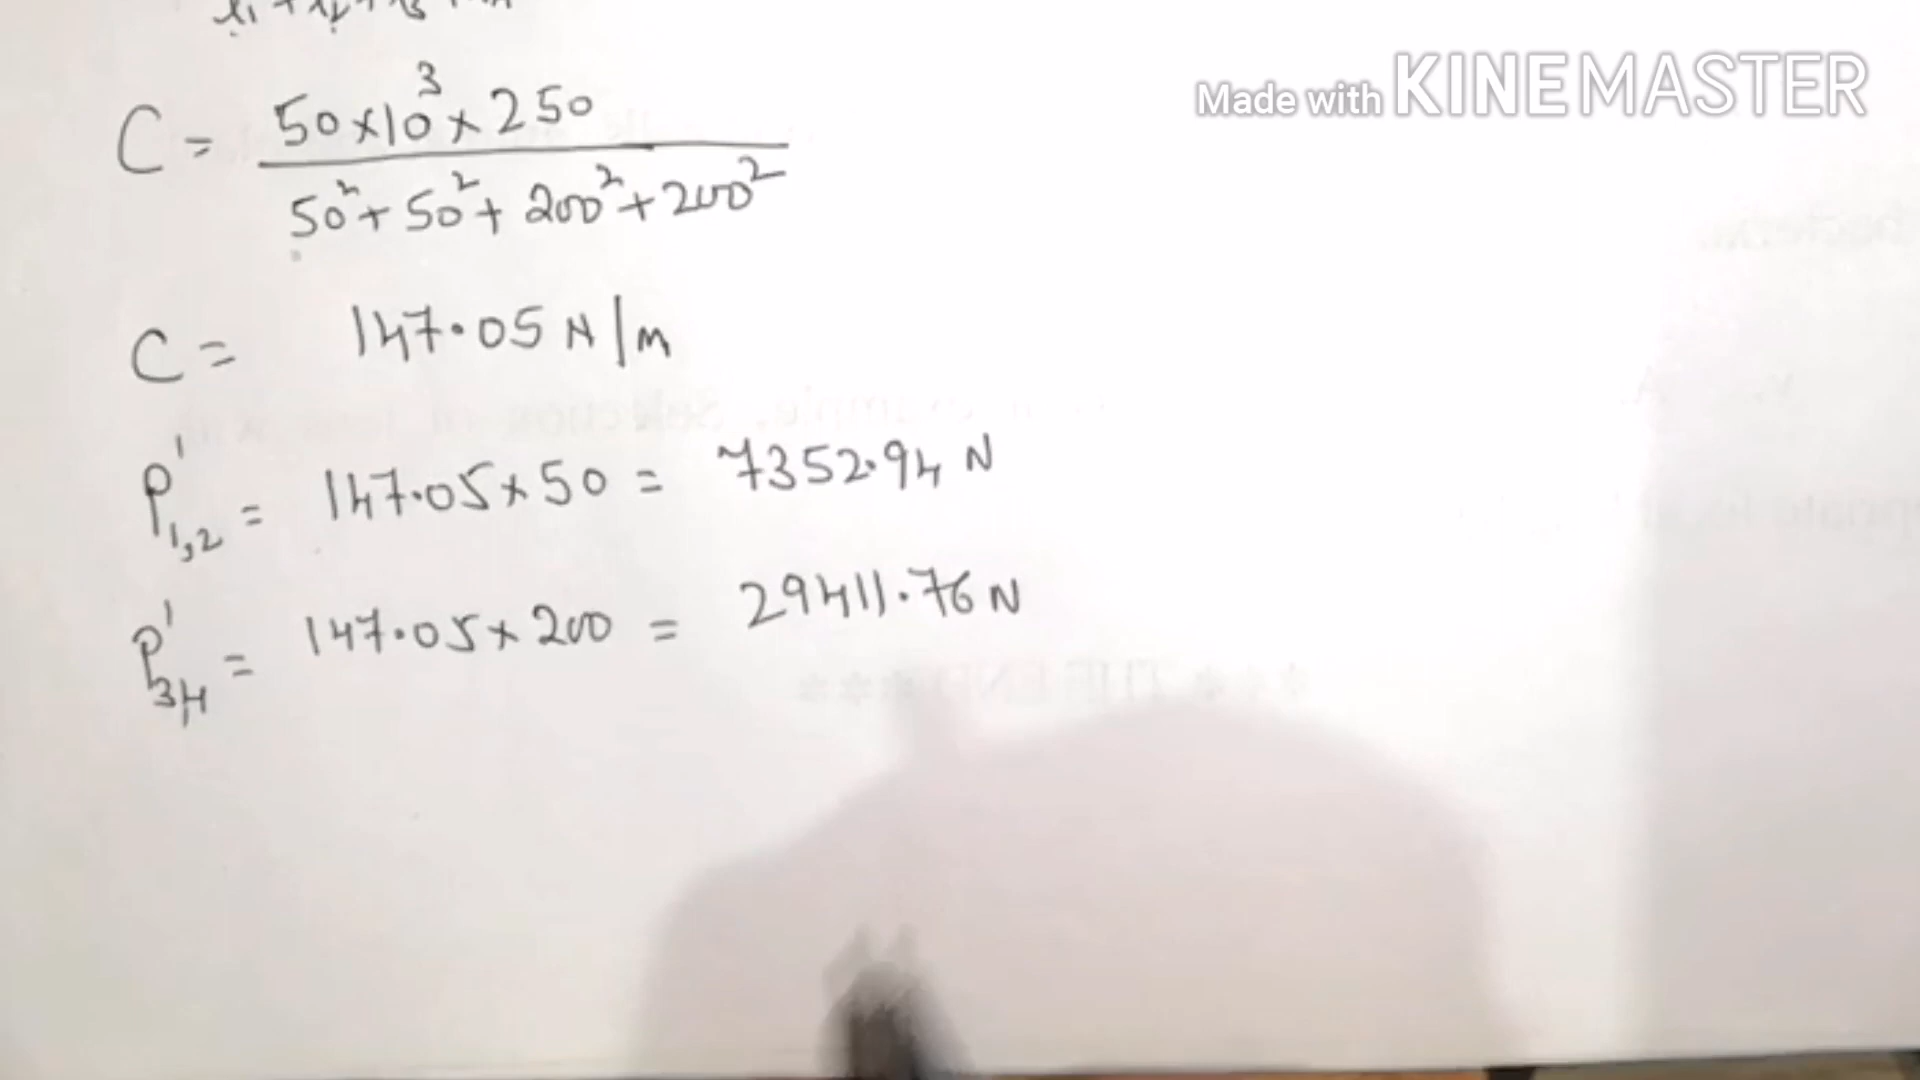 Made with KINEMASTER
C = 50×10³×250 / 50²+50²+200²+200²
C = 147.05 N/m
P'1,2 = 147.05×50 = 7352.94 N
P'3,4 = 147.05×200 = 29411.76 N